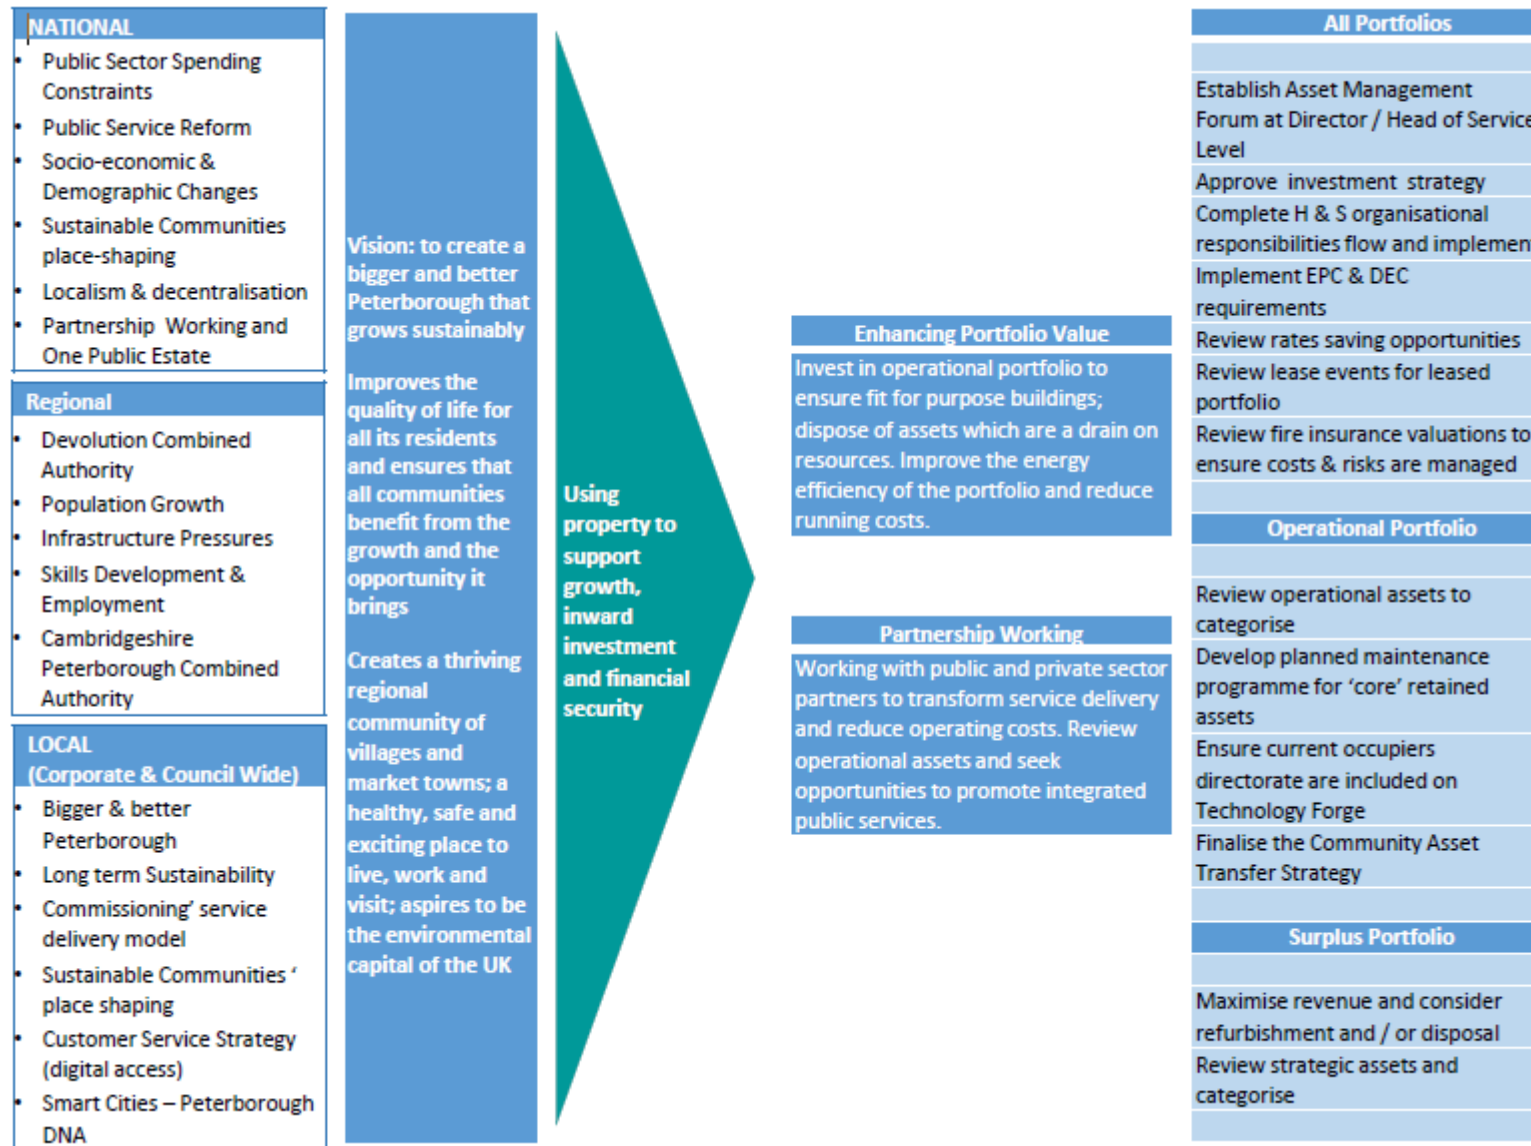 NATIONAL
• Public Sector Spending
Constraints
• Public Service Reform
• Socio-economic &
Demographic Changes
• Sustainable Communities
place-shaping
• Localism & decentralisation
• Partnership Working and
One Public Estate
Regional
• Devolution Combined
Authority
• Population Growth
• Infrastructure Pressures
• Skills Development &
Employment
• Cambridgeshire
Peterborough Combined
Authority
LOCAL
(Corporate & Council Wide)
• Bigger & better
Peterborough
• Long term Sustainability
• Commissioning’ service
delivery model
• Sustainable Communities ‘
place shaping
• Customer Service Strategy
(digital access)
• Smart Cities – Peterborough
DNA
Vision: to create a
bigger and better
Peterborough that
grows sustainably
Improves the
quality of life for
all its residents
and ensures that
all communities
benefit from the
growth and the
opportunity it
brings
Creates a thriving
regional
community of
villages and
market towns; a
healthy, safe and
exciting place to
live, work and
visit; aspires to be
the environmental
capital of the UK
Using
property to
support
growth,
inward
investment
and financial
security
Enhancing Portfolio Value
Invest in operational portfolio to
ensure fit for purpose buildings;
dispose of assets which are a drain on
resources. Improve the energy
efficiency of the portfolio and reduce
running costs.
Partnership Working
Working with public and private sector
partners to transform service delivery
and reduce operating costs. Review
operational assets and seek
opportunities to promote integrated
public services.
All Portfolios
Establish Asset Management
Forum at Director / Head of Service
Level
Approve investment strategy
Complete H & S organisational
responsibilities flow and implemen
Implement EPC & DEC
requirements
Review rates saving opportunities
Review lease events for leased
portfolio
Review fire insurance valuations to
ensure costs & risks are managed
Operational Portfolio
Review operational assets to
categorise
Develop planned maintenance
programme for ‘core’ retained
assets
Ensure current occupiers
directorate are included on
Technology Forge
Finalise the Community Asset
Transfer Strategy
Surplus Portfolio
Maximise revenue and consider
refurbishment and / or disposal
Review strategic assets and
categorise